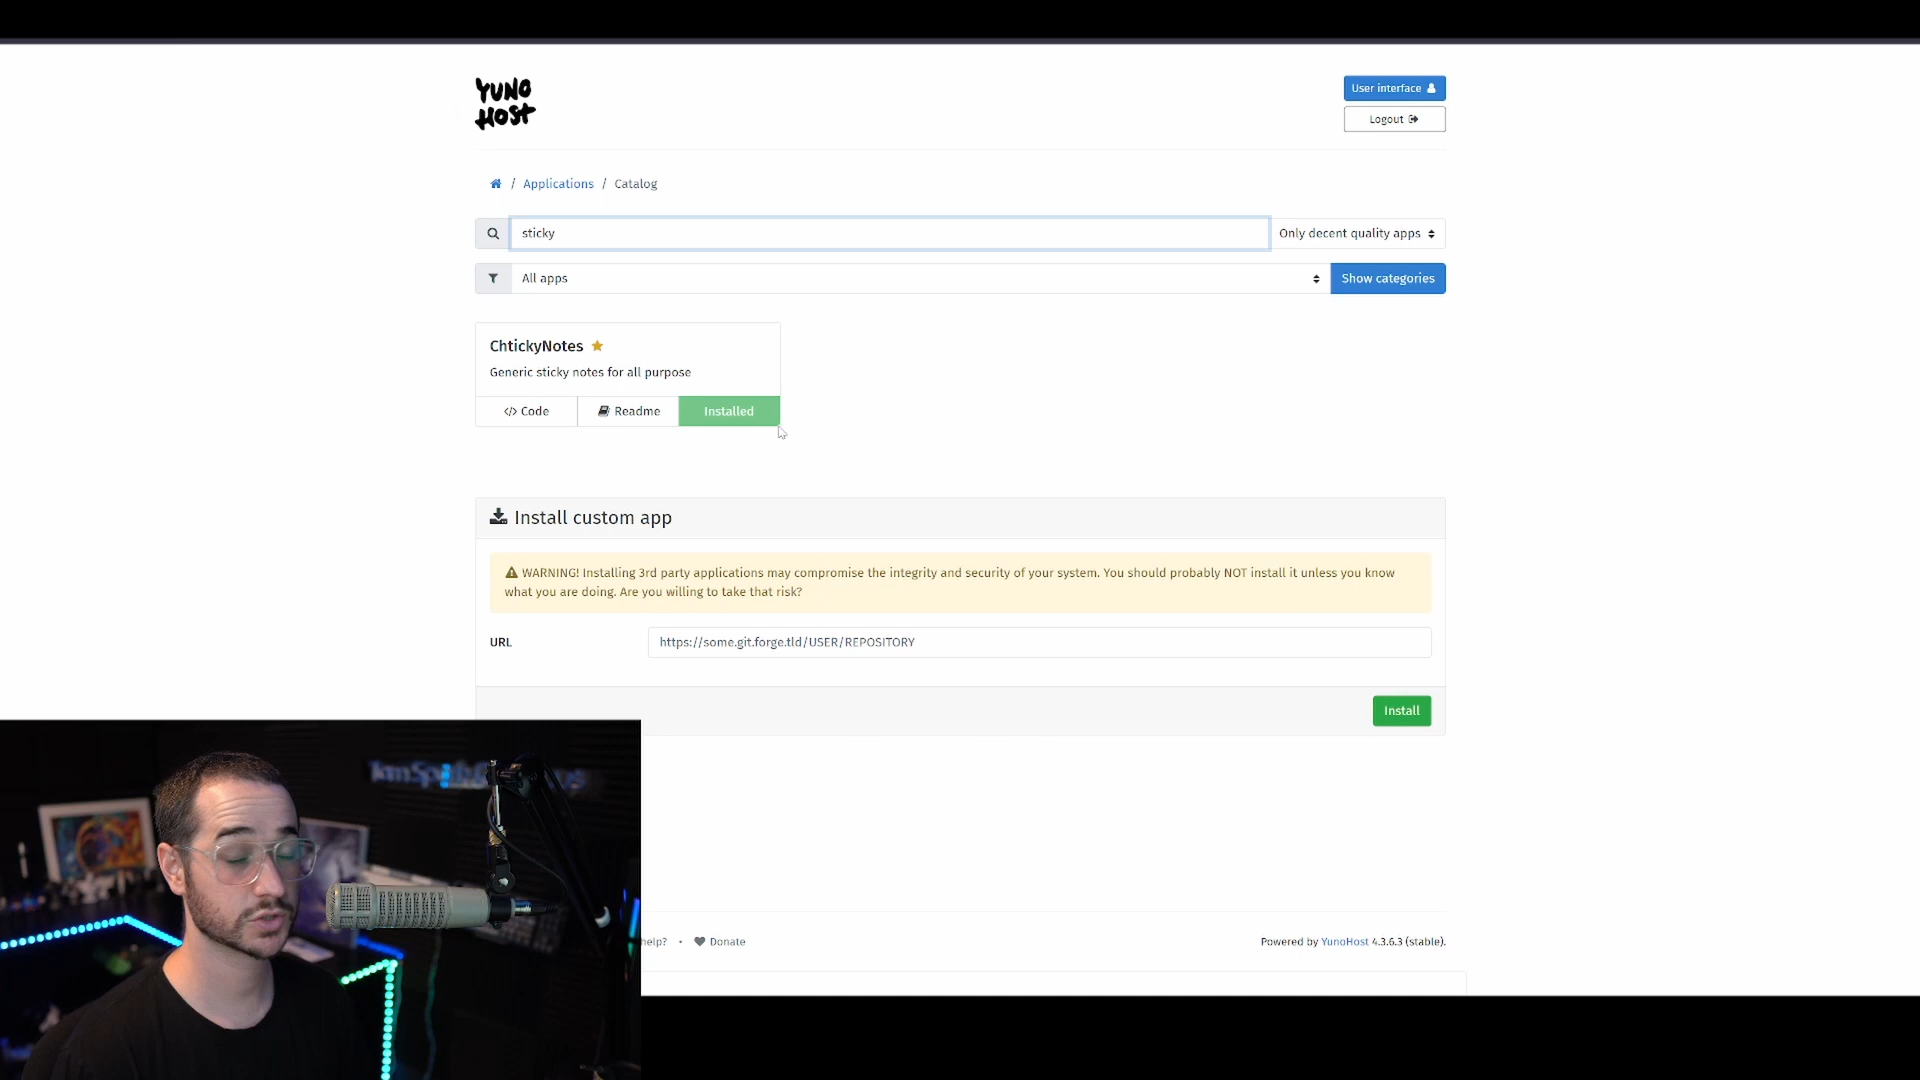 YUNO
HOST
User interface
Logout
/ Applications / Catalog
sticky
Only decent quality apps
All apps
Show categories
ChtickyNotes
Generic sticky notes for all purpose
</> Code
Readme
Installed
Install custom app
WARNING! Installing 3rd party applications may compromise the integrity and security of your system. You should probably NOT install it unless you know
what you are doing. Are you willing to take that risk?
URL
https://some.git.forge.tld/USER/REPOSITORY
Install
help? • Donate
Powered by YunoHost 4.3.6.3 (stable).